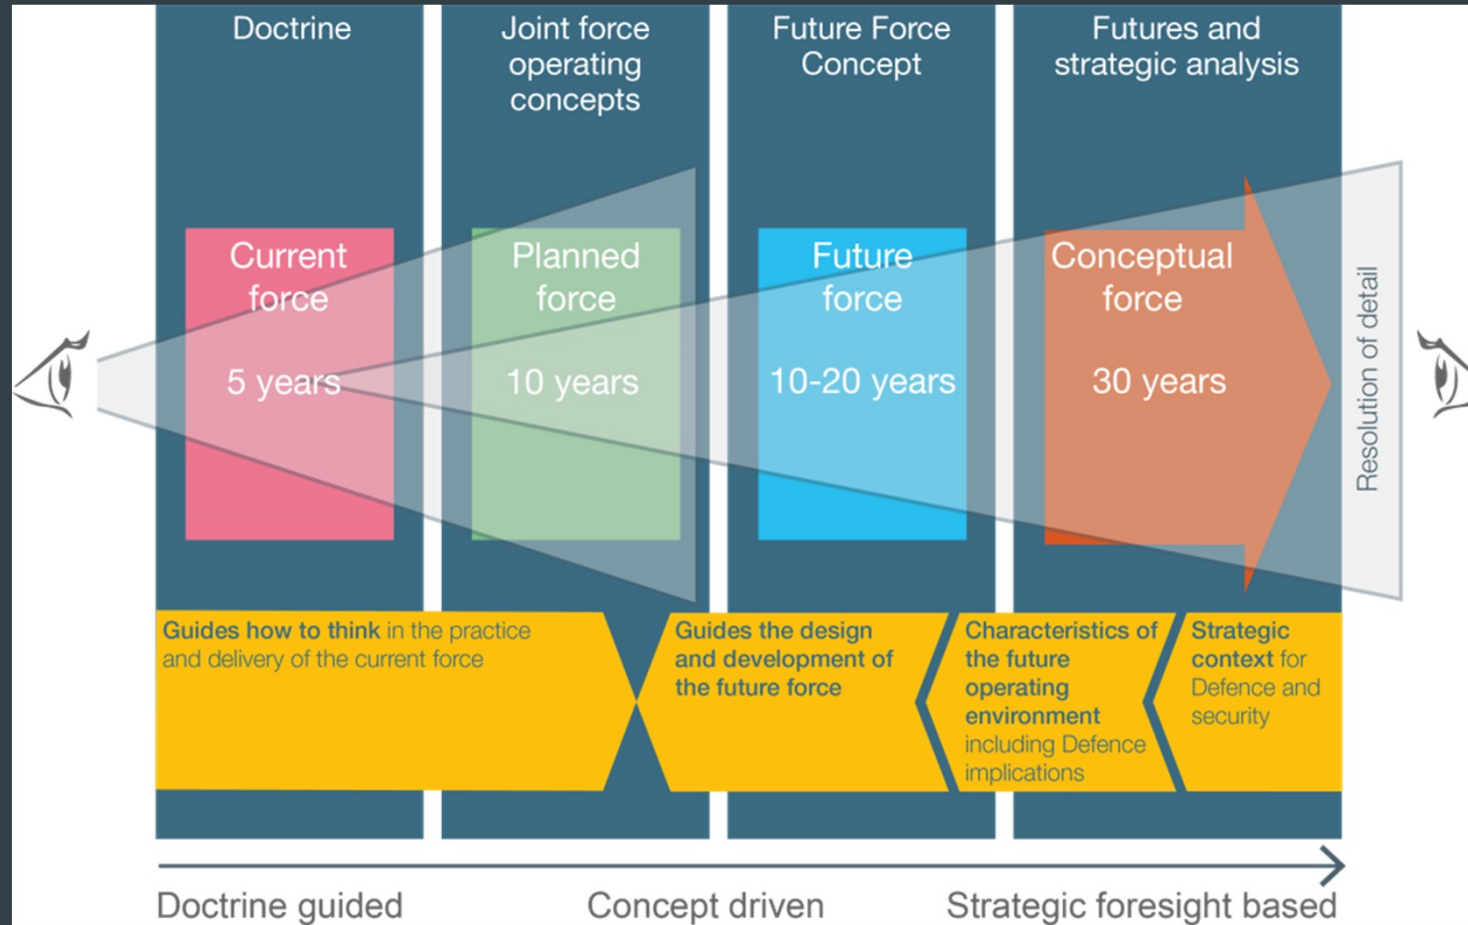 Doctrine
Joint force
operating
concepts
Future Force
Concept
Futures and
strategic analysis
Current
force
5 years
Planned
force
10 years
Future
force
10-20 years
Conceptual
force
30 years
Resolution of detail
Guides how to think in the practice
and delivery of the current force
Guides the design
and development of
the future force
Characteristics of
the future
operating
environment
including Defence
implications
Strategic
context for
Defence and
security
Doctrine guided
Concept driven
Strategic foresight based